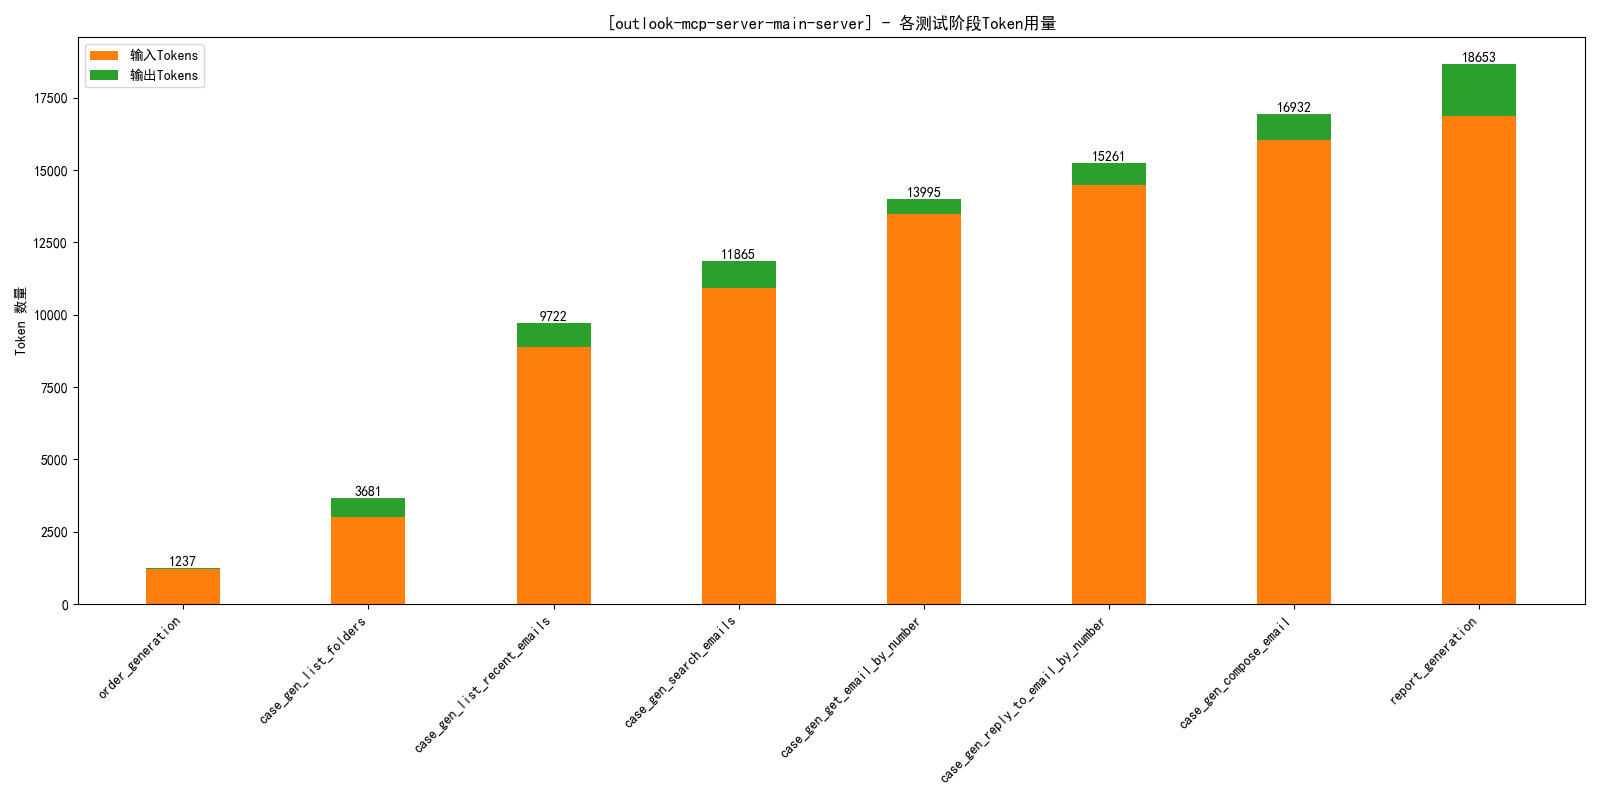 [outlook-mcp-server-main-server] - 各测试阶段Token用量
输入Tokens
输出Tokens
Token 数量
17500
15000
12500
10000
7500
5000
2500
0
1237
3681
9722
11865
13995
15261
16932
18653
order_generation
case_gen_list_folders
case_gen_list_recent_emails
case_gen_search_emails
case_gen_get_email_by_number
case_gen_reply_to_email_by_number
case_gen_compose_email
report_generation